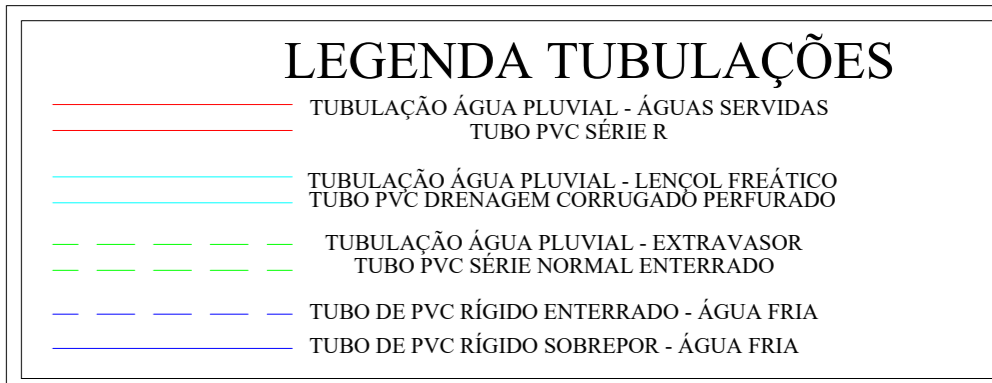 LEGENDA TUBULAÇÕES
TUBULAÇÃO ÁGUA PLUVIAL - ÁGUAS SERVIDAS
TUBO PVC SÉRIE R
TUBULAÇÃO ÁGUA PLUVIAL - LENÇOL FREÁTICO
TUBO PVC DRENAGEM CORRUGADO PERFURADO
TUBULAÇÃO ÁGUA PLUVIAL - EXTRAVASOR
TUBO PVC SÉRIE NORMAL ENTERRADO
TUBO DE PVC RÍGIDO ENTERRADO - ÁGUA FRIA
TUBO DE PVC RÍGIDO SOBREPOR - ÁGUA FRIA